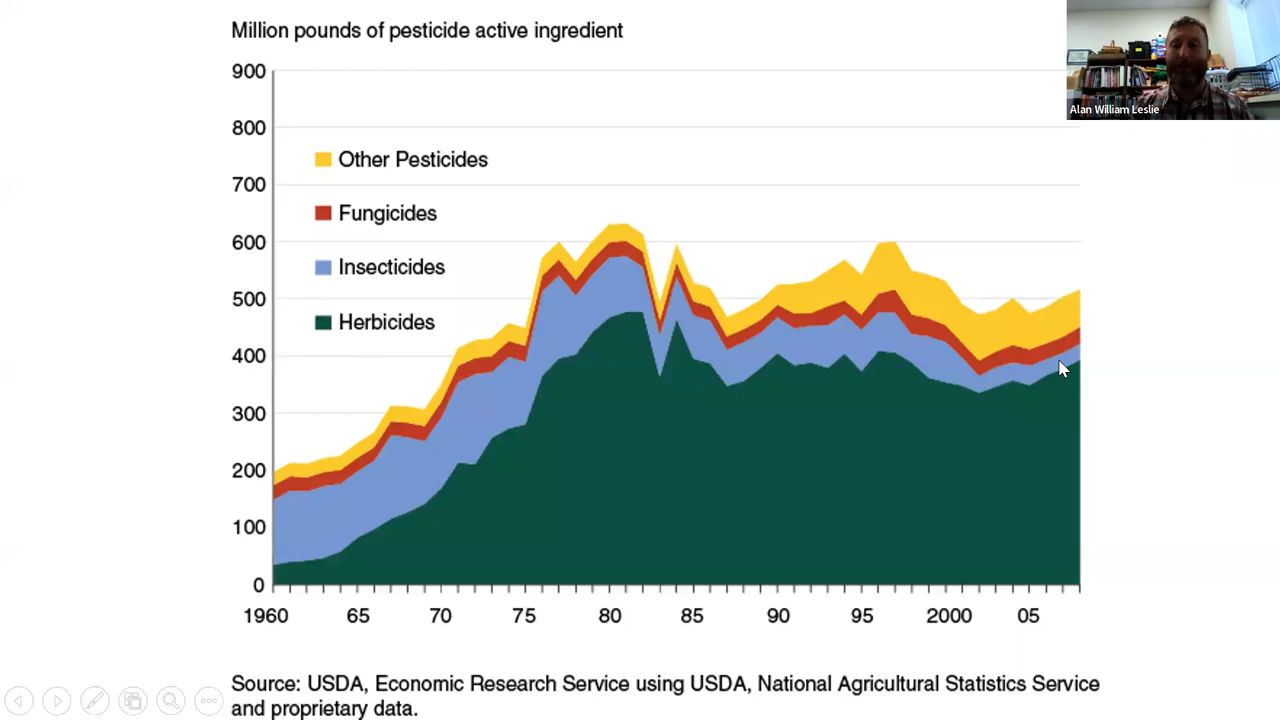 Million pounds of pesticide active ingredient
Alan William Leslie
900
800
700
600
500
400
300
200
100
0
Other Pesticides
Fungicides
Insecticides
Herbicides
1960 65 70 75 80 85 90 95 2000 05
Source: USDA, Economic Research Service using USDA, National Agricultural Statistics Service
and proprietary data.